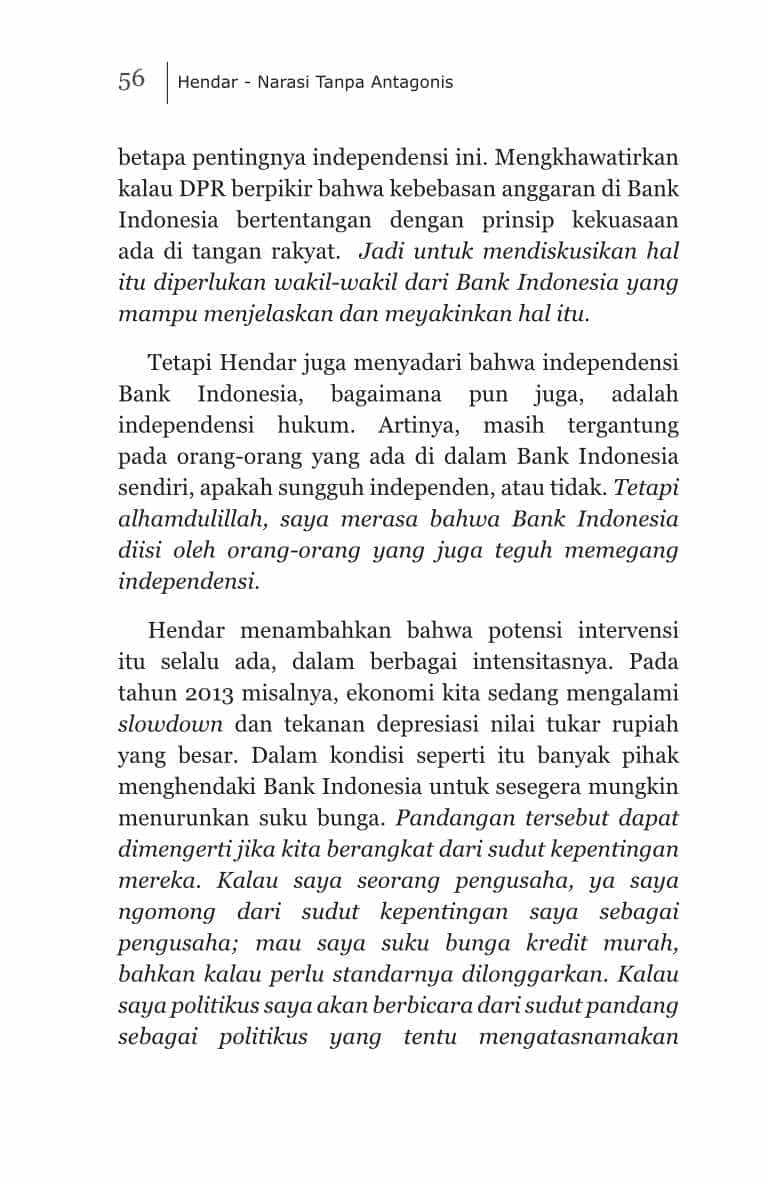 56
Hendar - Narasi Tanpa Antagonis
betapa pentingnya independensi ini. Mengkhawatirkan
kalau DPR berpikir bahwa kebebasan anggaran di Bank
Indonesia bertentangan dengan prinsip kekuasaan
ada di tangan rakyat. Jadi untuk mendiskusikan hal
itu diperlukan wakil-wakil dari Bank Indonesia yang
mampu menjelaskan dan meyakinkan hal itu.
Tetapi Hendar juga menyadari bahwa independensi
Bank Indonesia, bagaimana pun juga, adalah
independensi hukum. Artinya, masih tergantung
pada orang-orang yang ada di dalam Bank Indonesia
sendiri, apakah sungguh independen, atau tidak. Tetapi
alhamdulillah, saya merasa bahwa Bank Indonesia
diisi oleh orang-orang yang juga teguh memegang
independensi.
Hendar menambahkan bahwa potensi intervensi
itu selalu ada, dalam berbagai intensitasnya. Pada
tahun 2013 misalnya, ekonomi kita sedang mengalami
slowdown dan tekanan depresiasi nilai tukar rupiah
yang besar. Dalam kondisi seperti itu banyak pihak
menghendaki Bank Indonesia untuk sesegera mungkin
menurunkan suku bunga. Pandangan tersebut dapat
dimengerti jika kita berangkat dari sudut kepentingan
mereka. Kalau saya seorang pengusaha, ya saya
ngomong dari sudut kepentingan saya sebagai
pengusaha; mau saya suku bunga kredit murah,
bahkan kalau perlu standarnya dilonggarkan. Kalau
saya politikus saya akan berbicara dari sudut pandang
sebagai politikus yang tentu mengatasnamakan